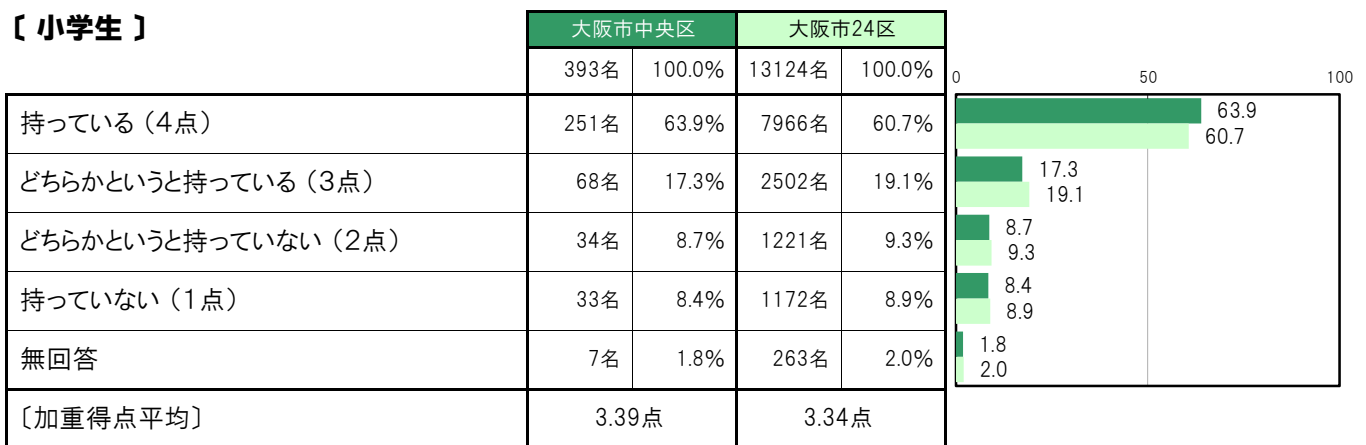 〔 小学生 〕
大阪市中央区 大阪市24区
393名 100.0% 13124名 100.0%
0 50 100
持っている（4点） 251名 63.9% 7966名 60.7%
63.9
60.7
どちらかというと持っている（3点） 68名 17.3% 2502名 19.1%
17.3
19.1
どちらかというと持っていない（2点） 34名 8.7% 1221名 9.3%
8.7
9.3
持っていない（1点） 33名 8.4% 1172名 8.9%
8.4
8.9
無回答 7名 1.8% 263名 2.0%
1.8
2.0
〔加重得点平均〕 3.39点 3.34点